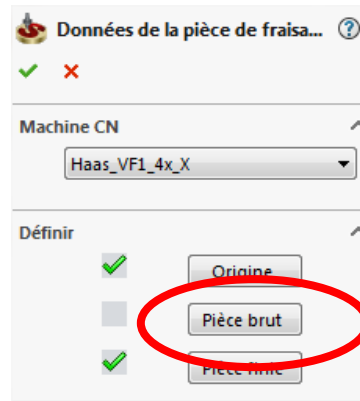 Données de la pièce de fraisa... ?
Machine CN
Haas_VF1_4x_X
Définir
Origine
Pièce brut
Pièce finie